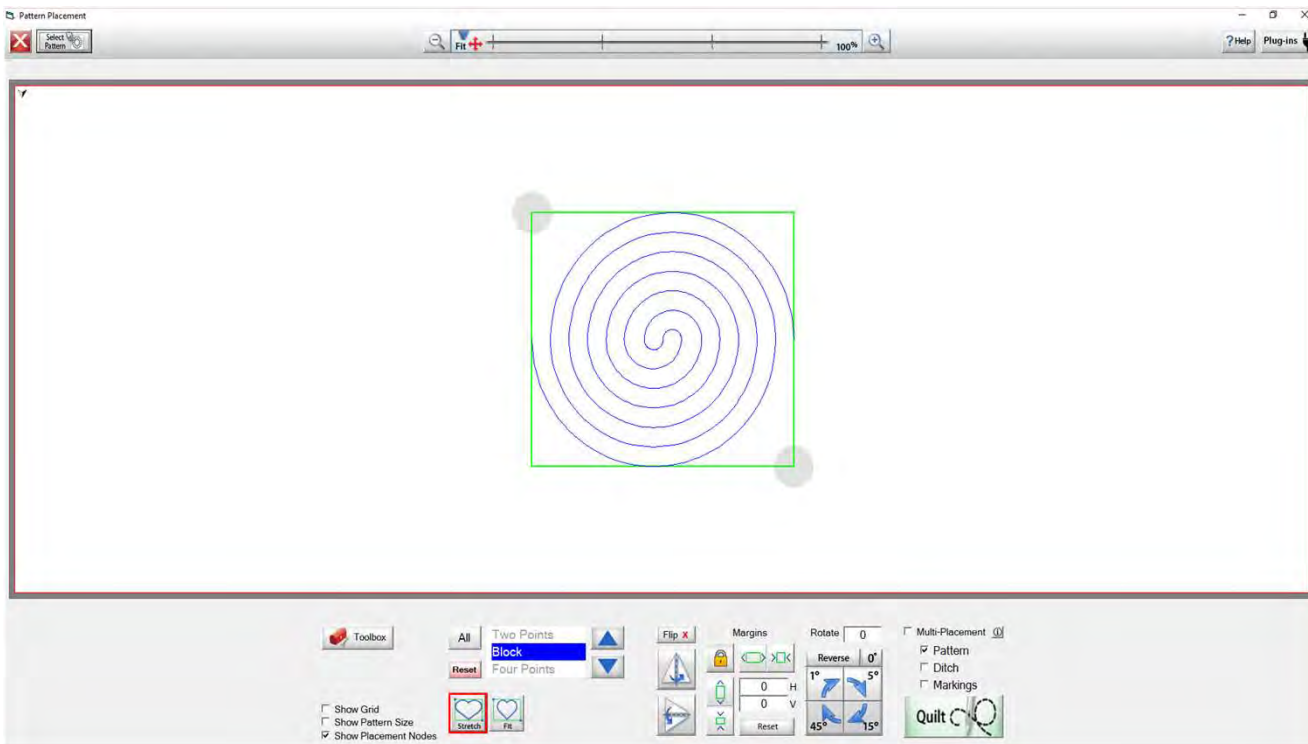 Pattern Placement
Select
Pattern
Fit
100%
? Help
Plug-ins
Toolbox
All
Reset
Two Points
Block
Four Points
Show Grid
Show Pattern Size
Show Placement Nodes
Stretch
Fit
Flip X
Margins
0 H
0 V
Reset
Rotate 0
Reverse 0°
1° 5°
45° 15°
Multi-Placement
Pattern
Ditch
Markings
Quilt